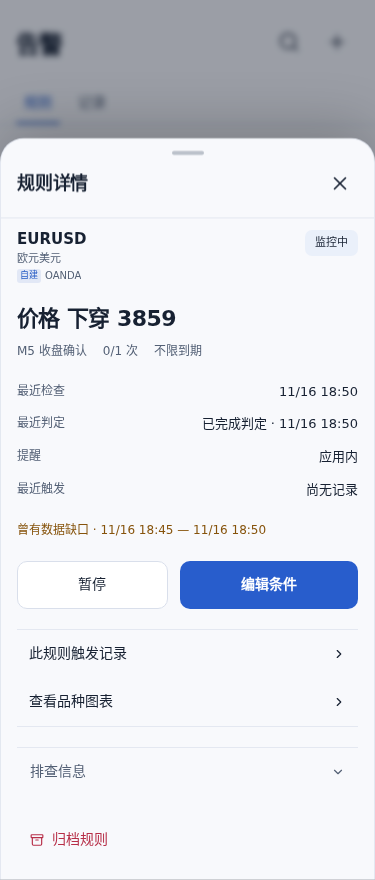 告警
规则 记录
规则详情
EURUSD
监控中
欧元美元
自建 OANDA
价格 下穿 3859
M5 收盘确认 0/1 次 不限到期
最近检查 11/16 18:50
最近判定 已完成判定 · 11/16 18:50
提醒 应用内
最近触发 尚无记录
曾有数据缺口 · 11/16 18:45 — 11/16 18:50
暂停 编辑条件
此规则触发记录
查看品种图表
排查信息
归档规则